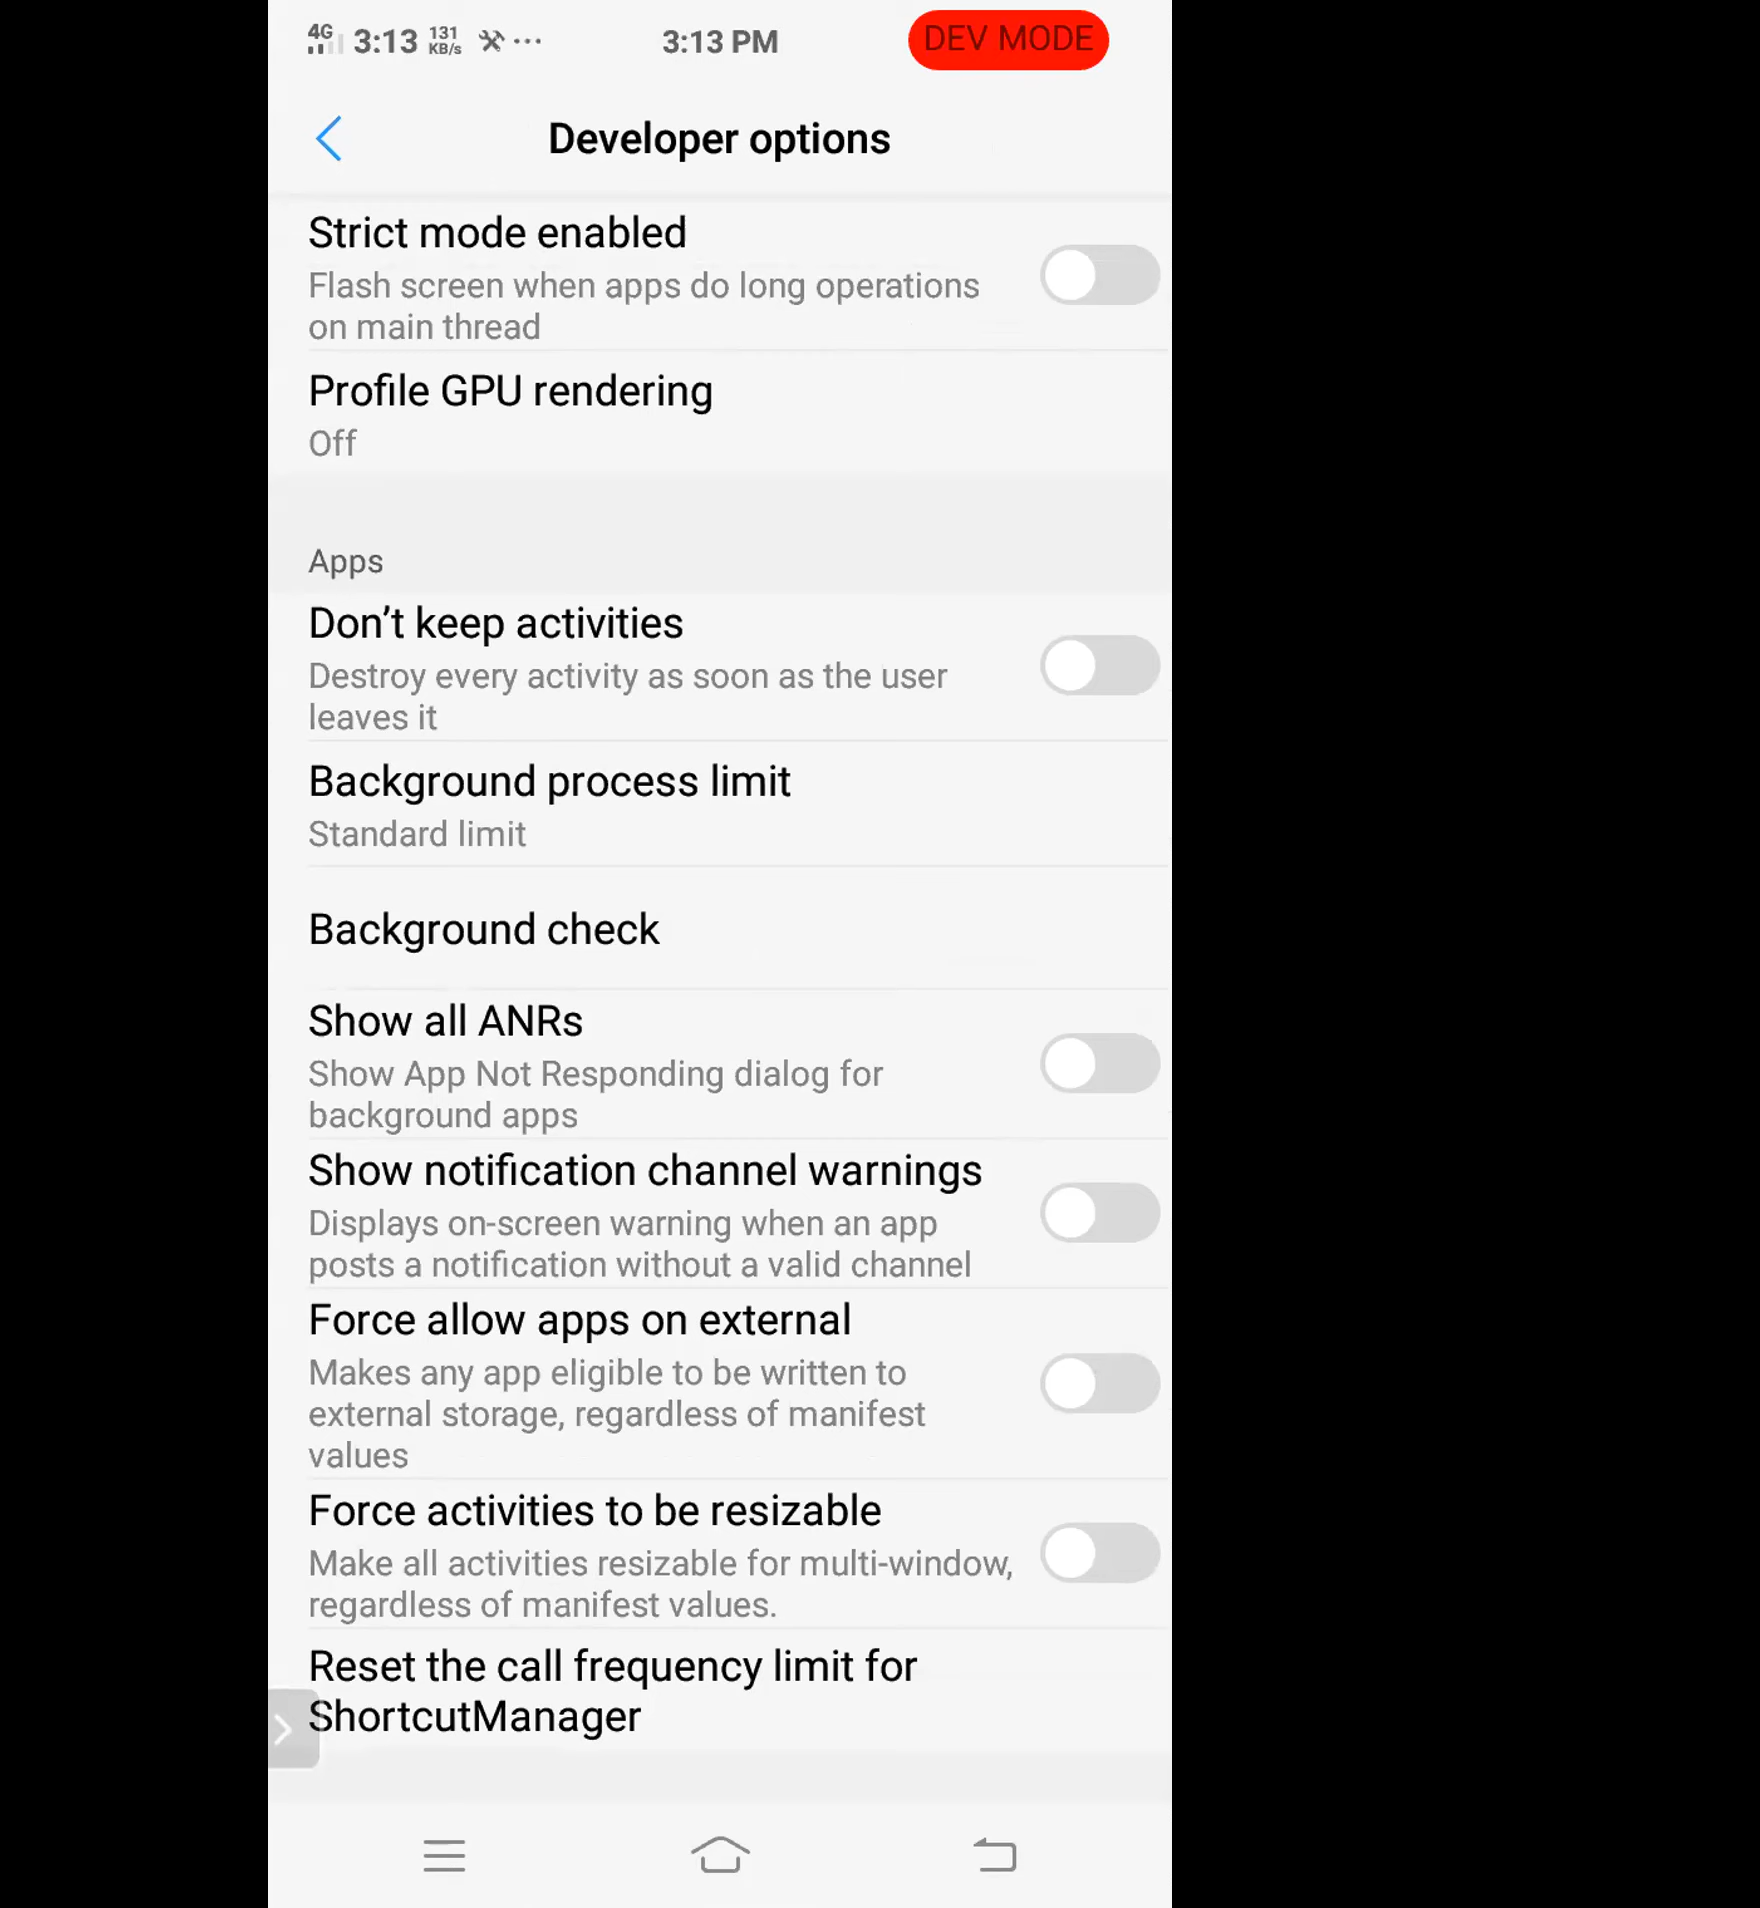 4G 3:13 131 KB/s ··· 3:13 PM DEV MODE
Developer options
Strict mode enabled
Flash screen when apps do long operations
on main thread
Profile GPU rendering
Off
Apps
Don’t keep activities
Destroy every activity as soon as the user
leaves it
Background process limit
Standard limit
Background check
Show all ANRs
Show App Not Responding dialog for
background apps
Show notification channel warnings
Displays on-screen warning when an app
posts a notification without a valid channel
Force allow apps on external
Makes any app eligible to be written to
external storage, regardless of manifest
values
Force activities to be resizable
Make all activities resizable for multi-window,
regardless of manifest values.
Reset the call frequency limit for
ShortcutManager